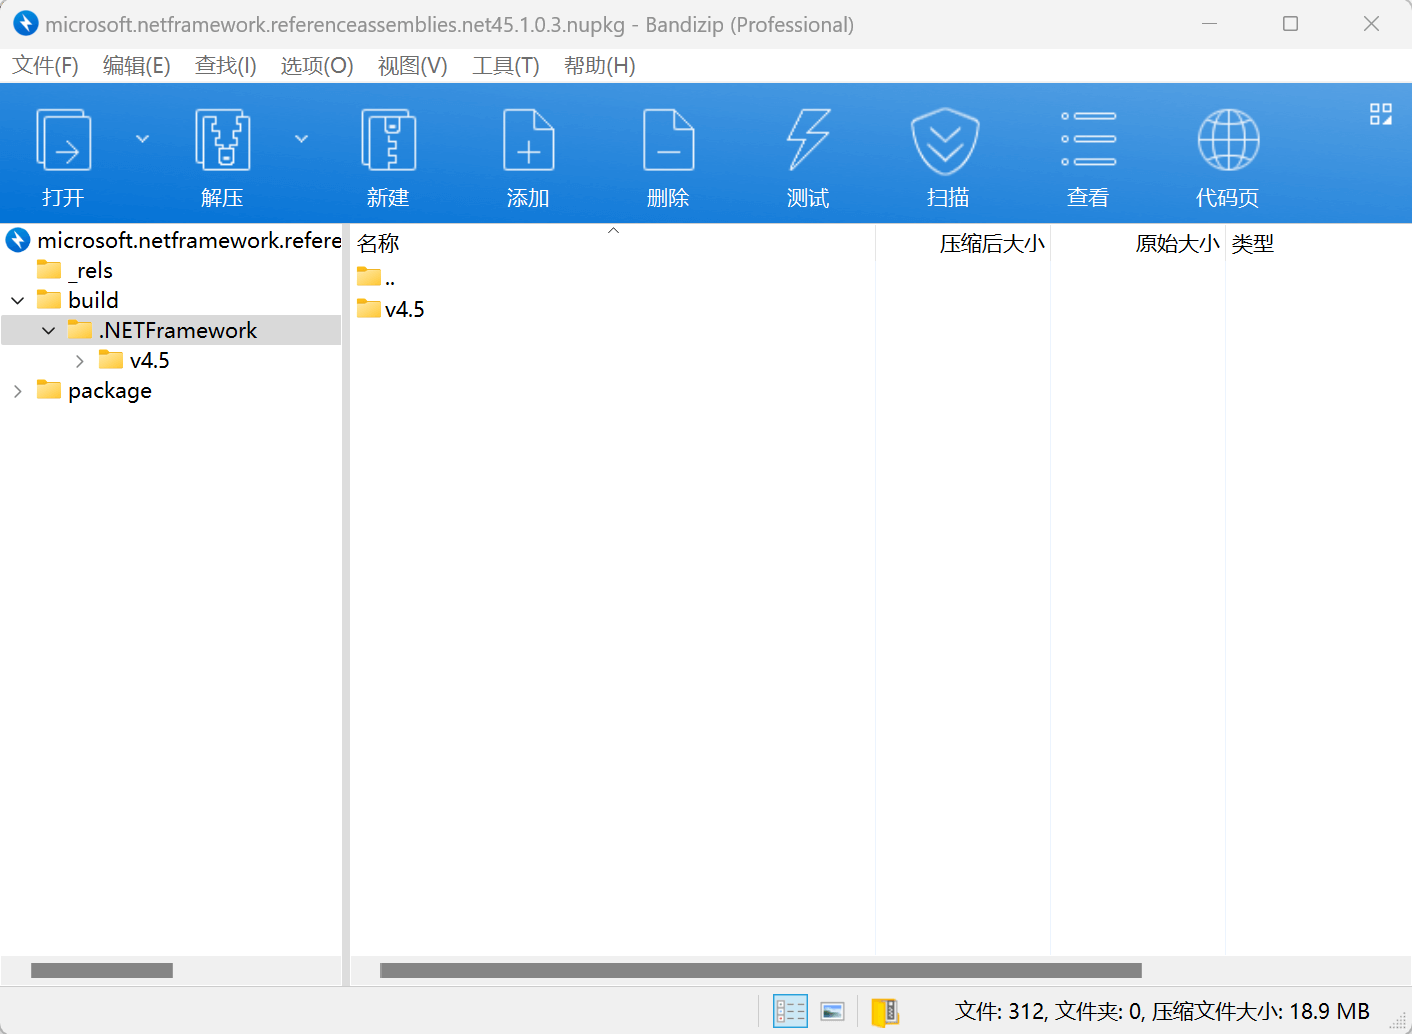 microsoft.netframework.referenceassemblies.net45.1.0.3.nupkg - Bandizip (Professional)
文件(F) 编辑(E) 查找(I) 选项(O) 视图(V) 工具(T) 帮助(H)
打开 解压 新建 添加 删除 测试 扫描 查看 代码页
microsoft.netframework.refere
_rels
build
.NETFramework
v4.5
package
名称 压缩后大小 原始大小 类型
..
v4.5
文件: 312, 文件夹: 0, 压缩文件大小: 18.9 MB